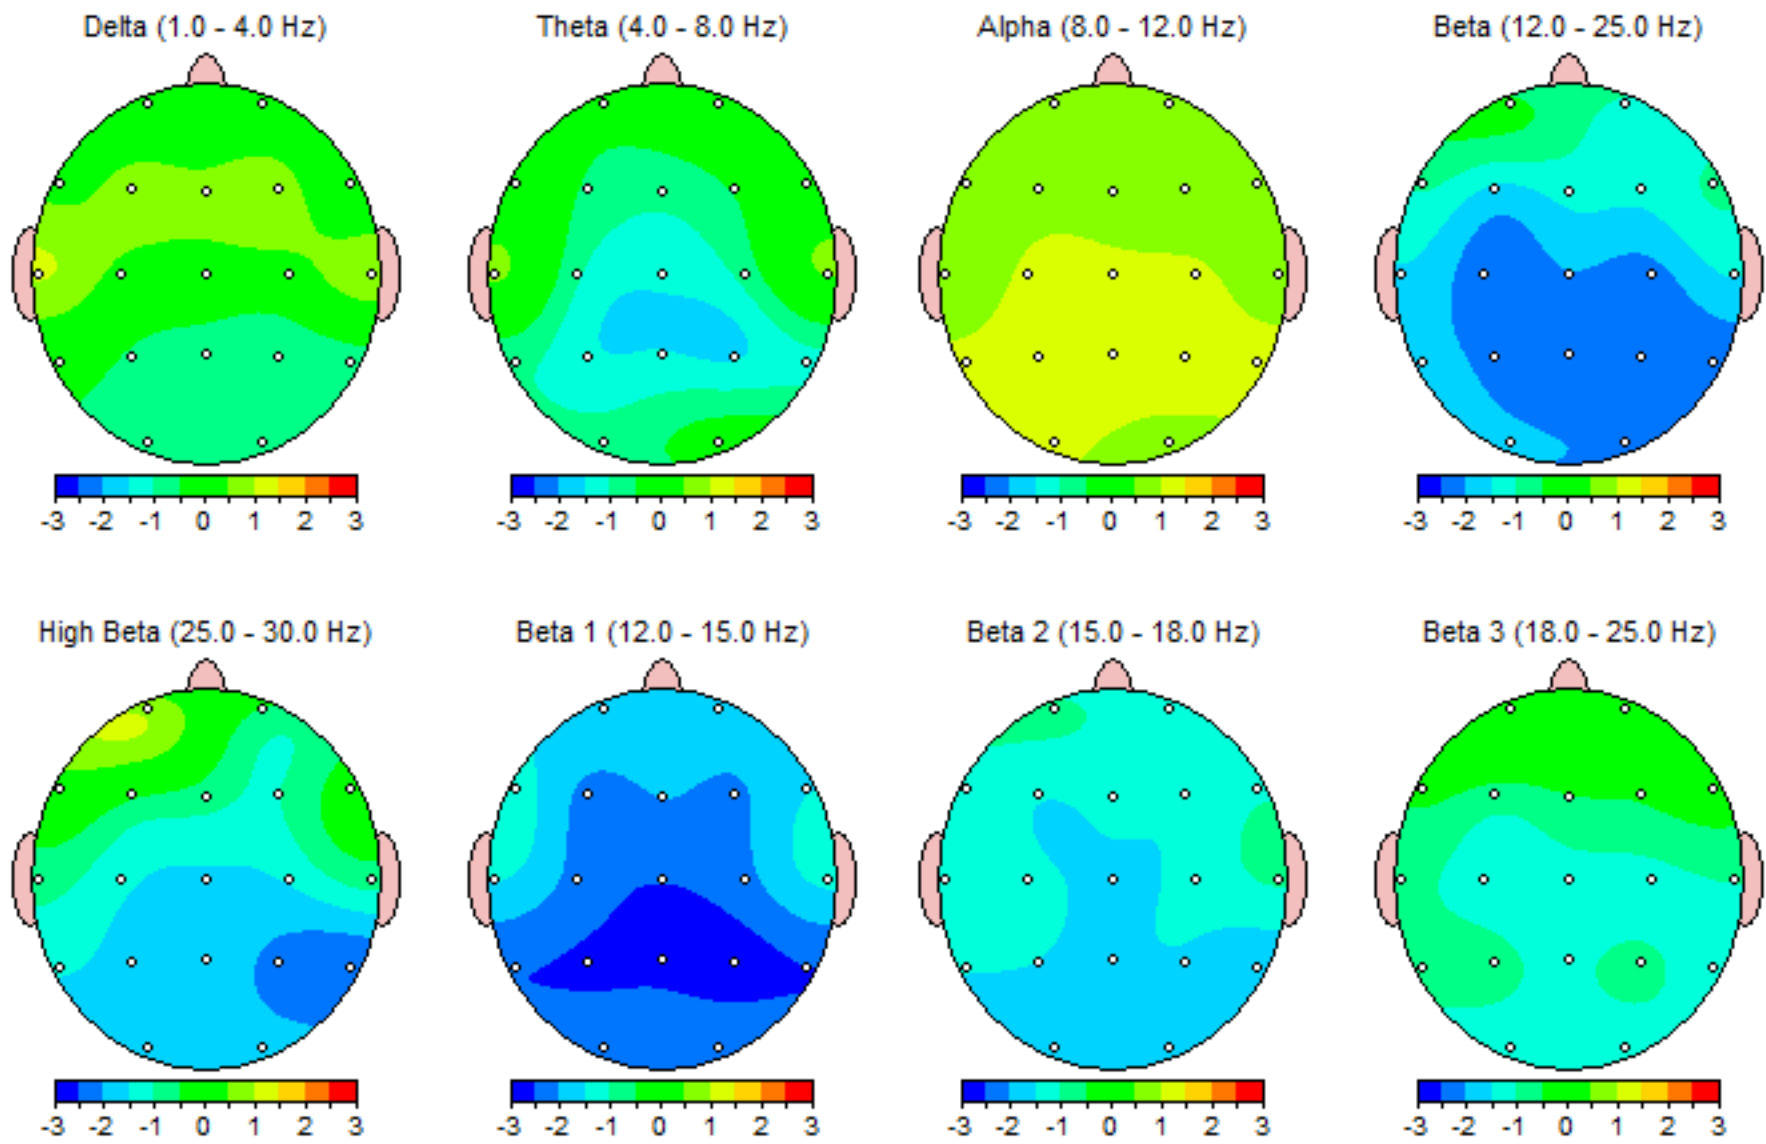 Delta (1.0 - 4.0 Hz)
Theta (4.0 - 8.0 Hz)
Alpha (8.0 - 12.0 Hz)
Beta (12.0 - 25.0 Hz)
-3 -2 -1 0 1 2 3
-3 -2 -1 0 1 2 3
-3 -2 -1 0 1 2 3
-3 -2 -1 0 1 2 3
High Beta (25.0 - 30.0 Hz)
Beta 1 (12.0 - 15.0 Hz)
Beta 2 (15.0 - 18.0 Hz)
Beta 3 (18.0 - 25.0 Hz)
-3 -2 -1 0 1 2 3
-3 -2 -1 0 1 2 3
-3 -2 -1 0 1 2 3
-3 -2 -1 0 1 2 3